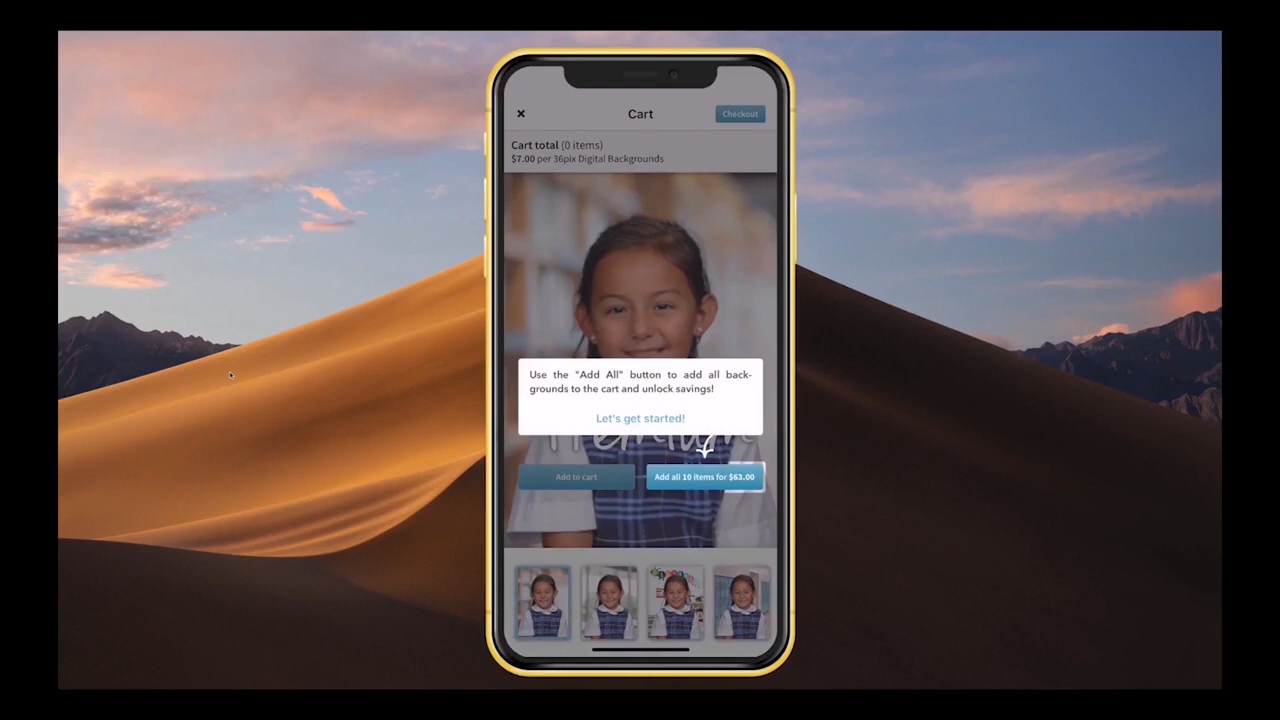 Cart
Checkout
Cart total (0 items)
$7.00 per 36pix Digital Backgrounds
Use the "Add All" button to add all back-
grounds to the cart and unlock savings!
Let's get started!
Add to cart
Add all 10 items for $63.00